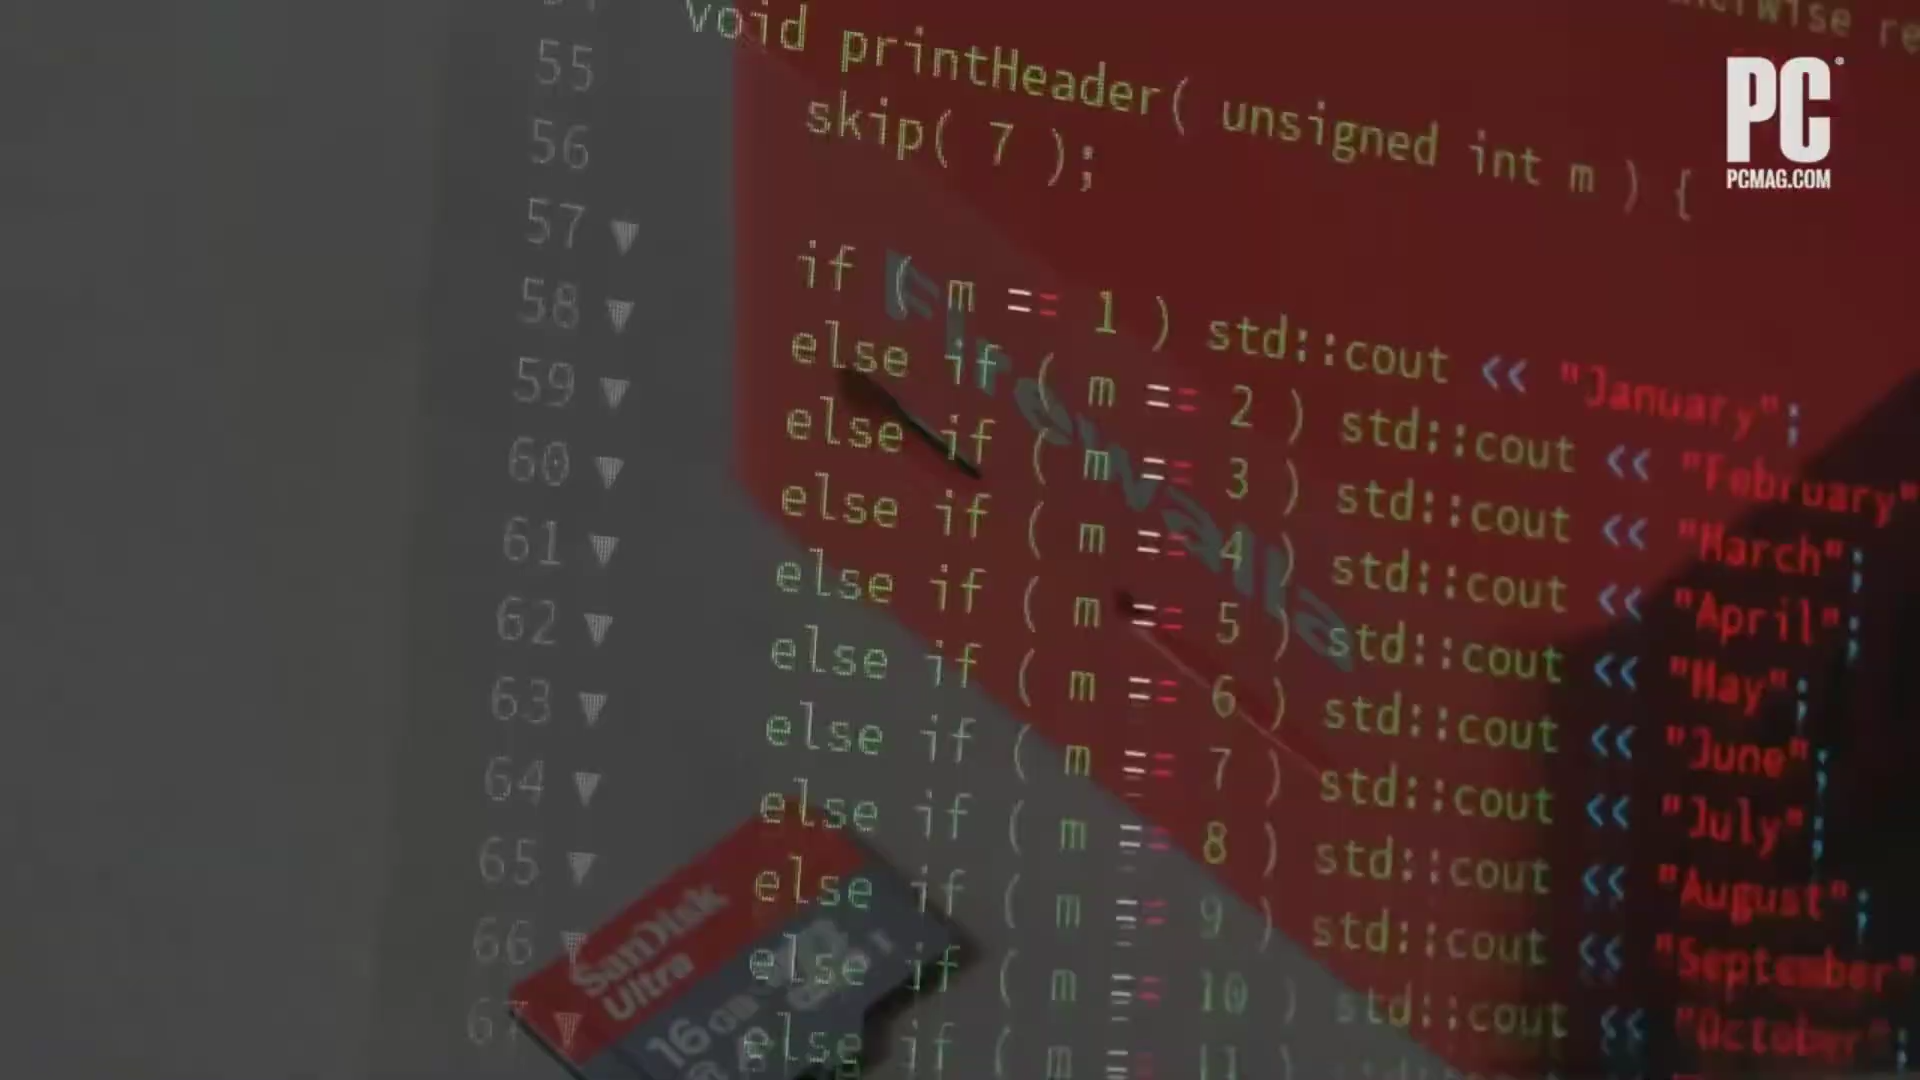 55 void printHeader( unsigned int m ) {
56 skip( 7 );
57
58 if ( m == 1 ) std::cout << "January";
59 else if ( m == 2 ) std::cout << "February"
60 else if ( m == 3 ) std::cout << "March";
61 else if ( m == 4 ) std::cout << "April";
62 else if ( m == 5 ) std::cout << "May";
63 else if ( m == 6 ) std::cout << "June";
64 else if ( m == 7 ) std::cout << "July";
65 else if ( m == 8 ) std::cout << "August";
66 else if ( m == 9 ) std::cout << "September"
67 else if ( m == 10 ) std::cout << "October";
else if ( m == 11 ) std::cout
PC
PCMAG.COM
Firewalla
SanDisk
Ultra
16 GB